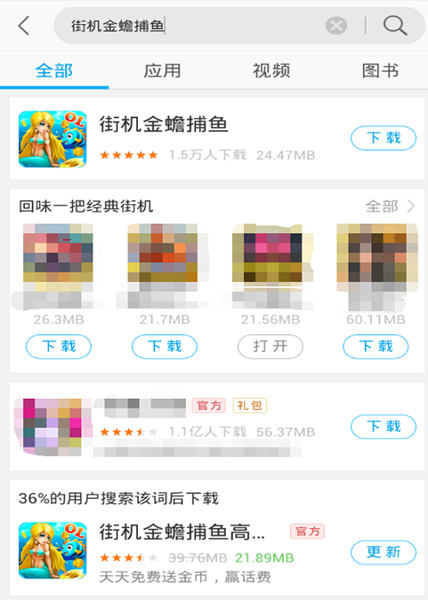 街机金蟾捕鱼
全部 应用 视频 图书
街机金蟾捕鱼
1.5万人下载 24.47MB
下载
回味一把经典街机 全部
26.3MB 21.7MB 21.56MB 60.11MB
下载 下载 打开 下载
官方 礼包
1.1亿人下载 56.37MB
下载
36%的用户搜索该词后下载
街机金蟾捕鱼高... 官方
39.76MB 21.89MB
更新
天天免费送金币，赢话费